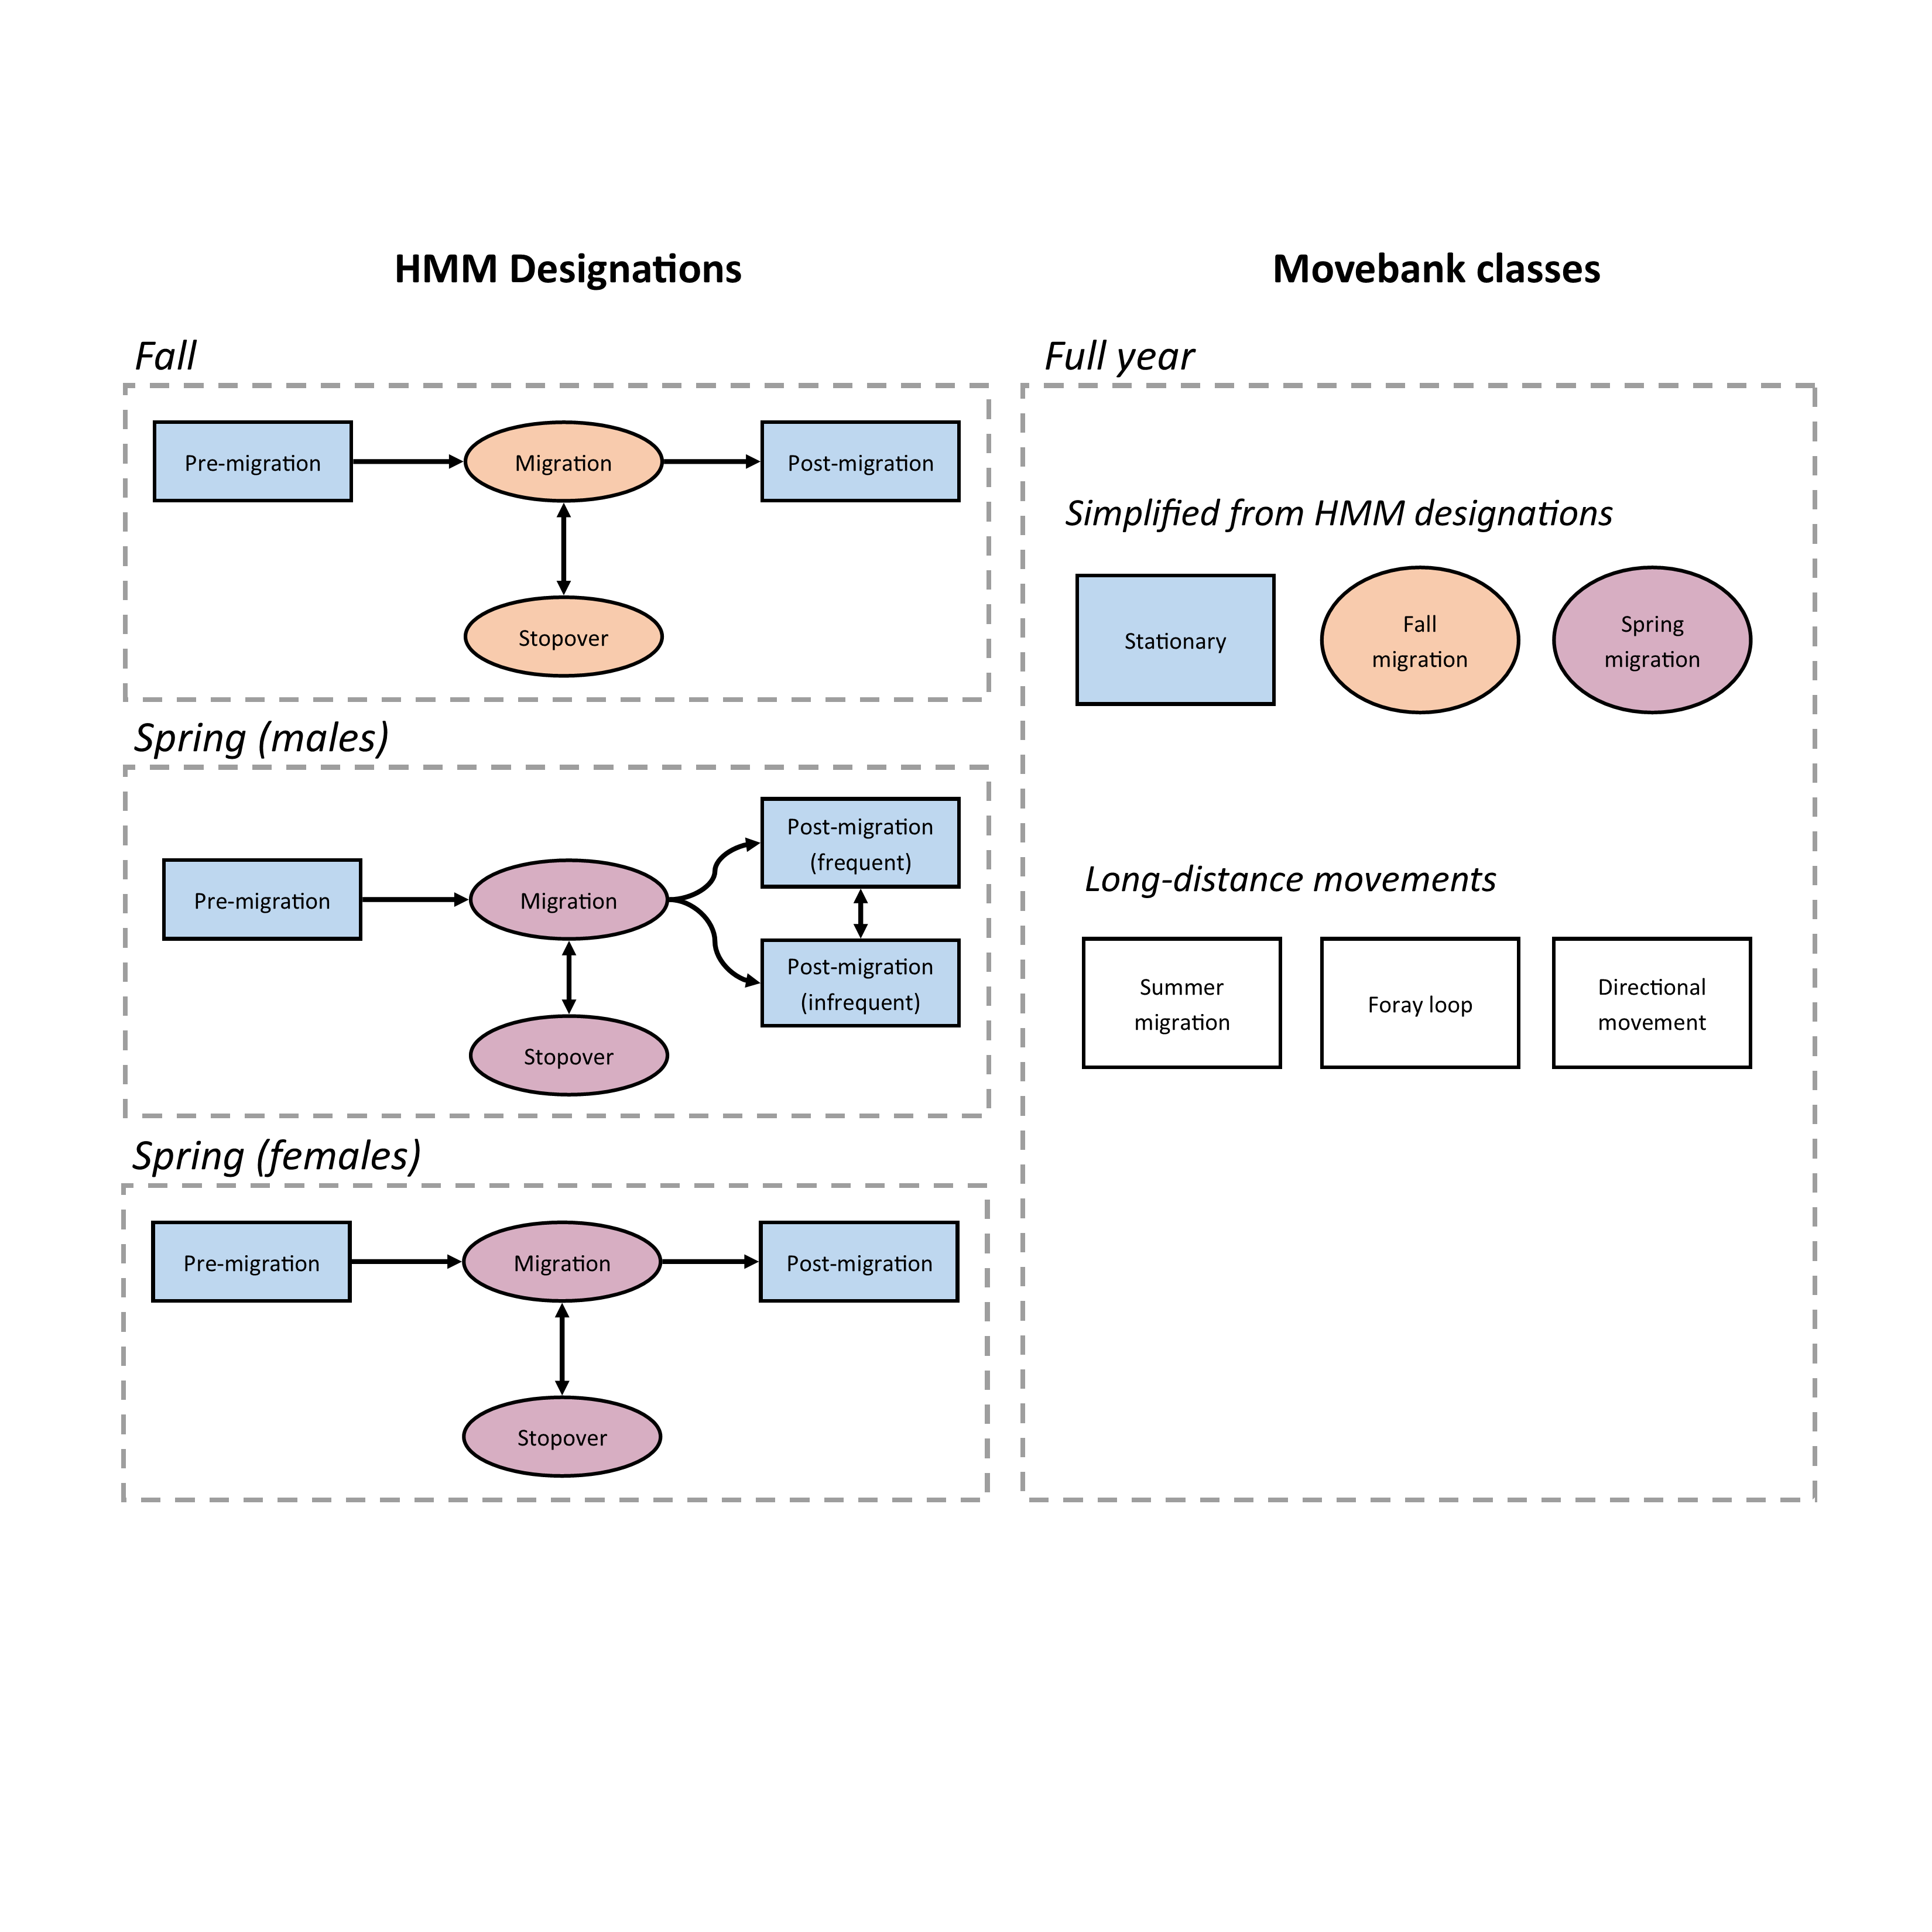 HMM Designations
Fall
Pre-migration
Migration
Post-migration
Stopover
Spring (males)
Pre-migration
Migration
Post-migration
(frequent)
Post-migration
(infrequent)
Stopover
Spring (females)
Pre-migration
Migration
Post-migration
Stopover
Movebank classes
Full year
Simplified from HMM designations
Stationary
Fall
migration
Spring
migration
Long-distance movements
Summer
migration
Foray loop
Directional
movement